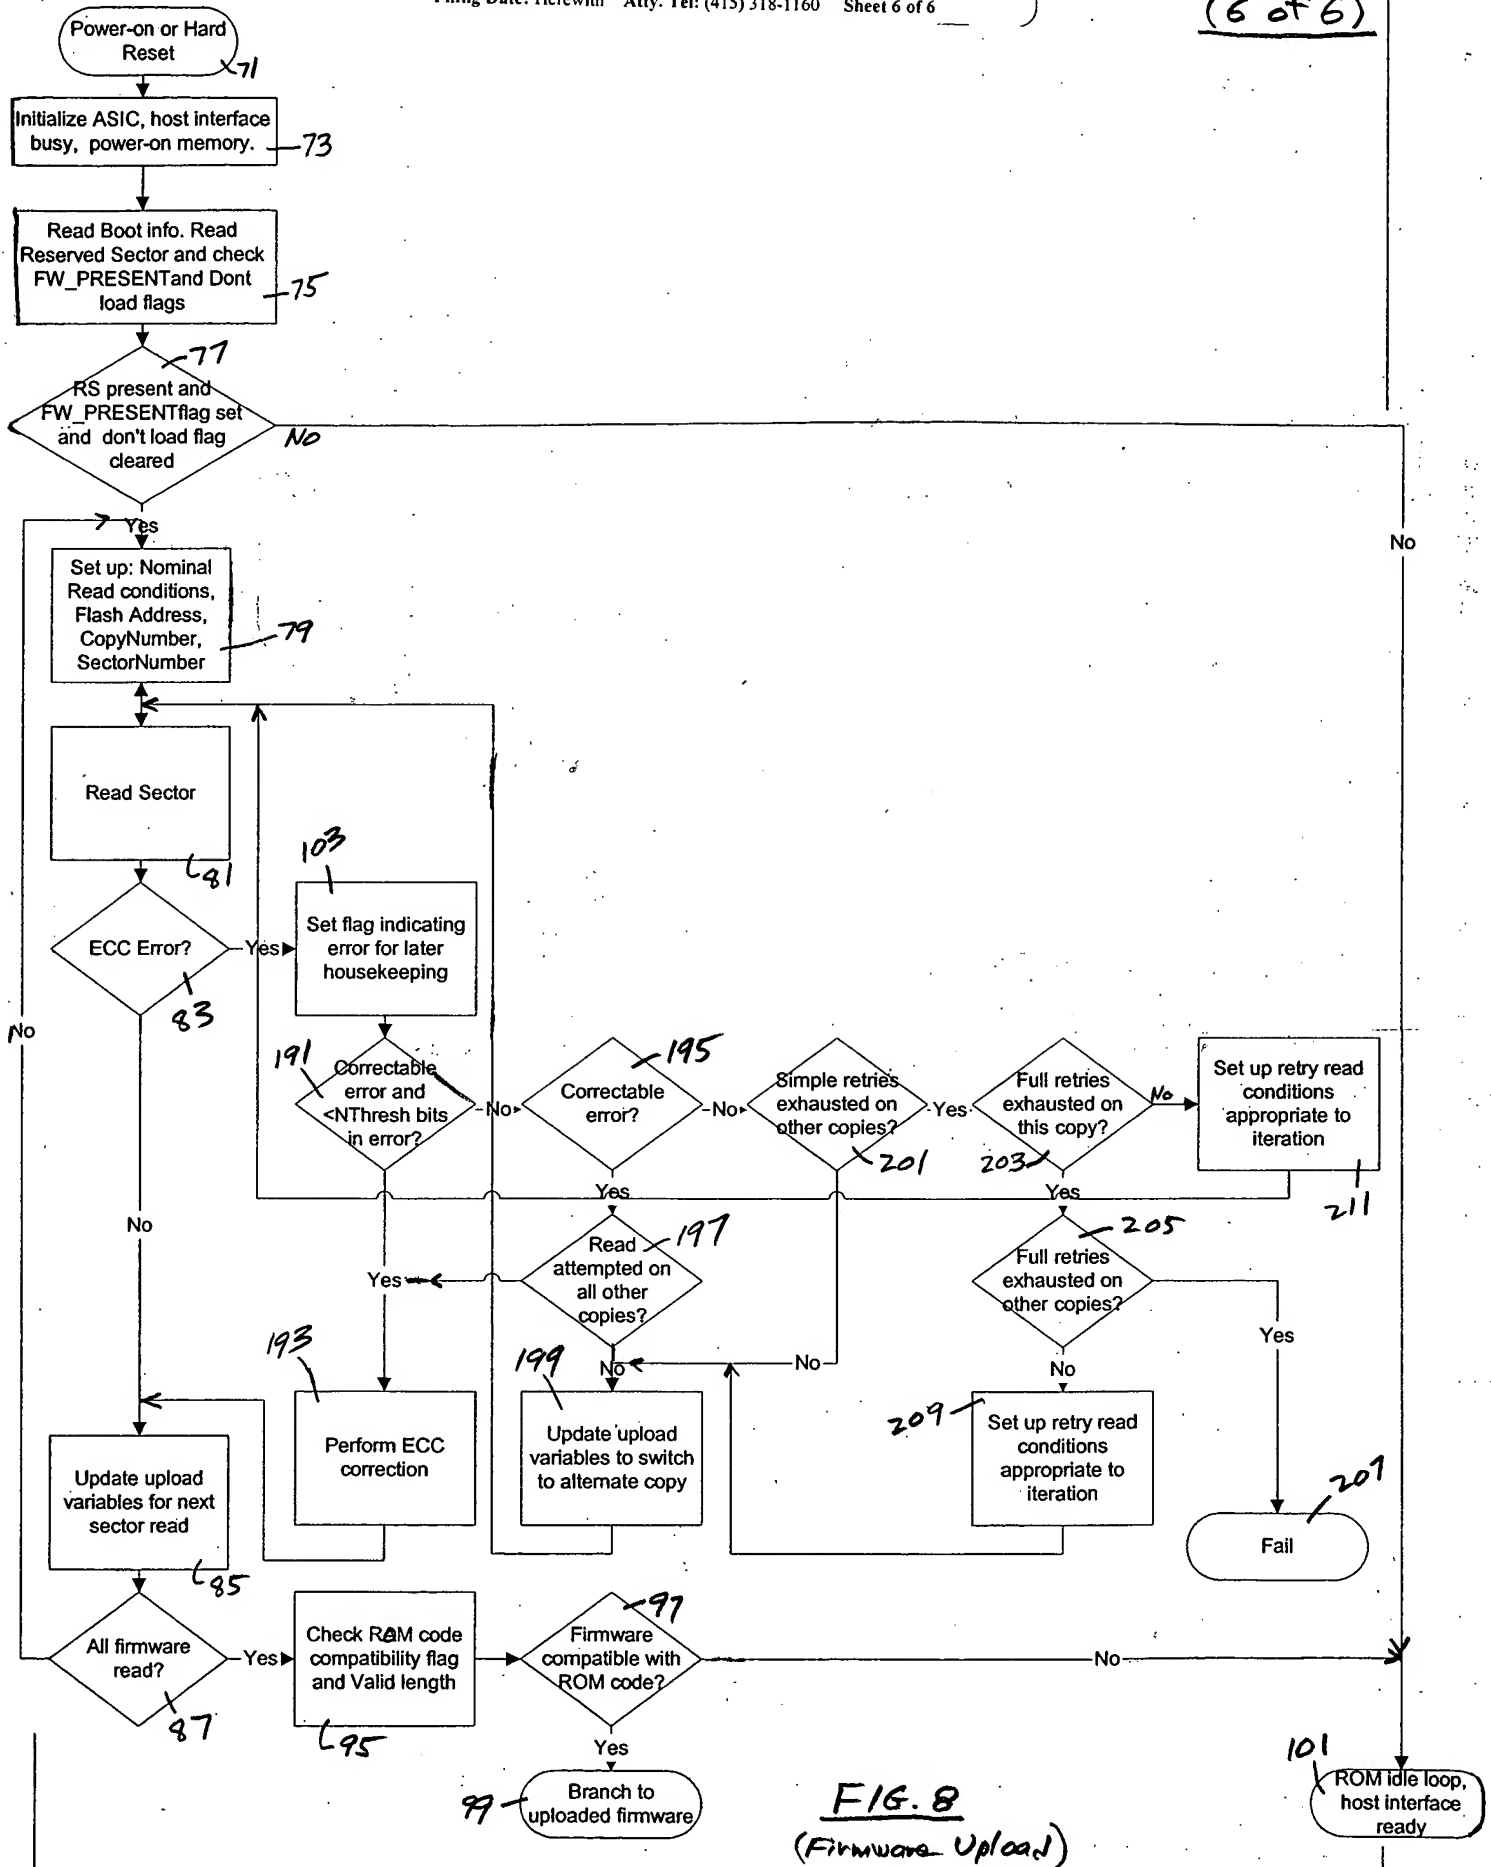 Filing Date: Herewith Atty. Tel: (415) 318-1160 Sheet 6 of 6
(6 of 6)
Power-on or Hard
Reset
71
Initialize ASIC, host interface
busy, power-on memory.
73
Read Boot info. Read
Reserved Sector and check
FW_PRESENTand Dont
load flags
75
77
RS present and
FW_PRESENTflag set
and don't load flag
cleared
No
Yes
No
Set up: Nominal
Read conditions,
Flash Address,
CopyNumber,
SectorNumber
79
Read Sector
81
103
Set flag indicating
error for later
housekeeping
ECC Error?
Yes
83
No
191
Correctable
error and
<NThresh bits
in error?
No
195
Correctable
error?
No
Simple retries
exhausted on
other copies?
Yes
201
Full retries
exhausted on
this copy?
No
203
Set up retry read
conditions
appropriate to
iteration
211
Yes
Yes
No
197
Read
attempted on
all other
copies?
Yes
205
Full retries
exhausted on
other copies?
Yes
193
199
No
No
No
209
Perform ECC
correction
Update upload
variables to switch
to alternate copy
Set up retry read
conditions
appropriate to
iteration
207
Fail
Update upload
variables for next
sector read
85
All firmware
read?
Yes
87
Check ROM code
compatibility flag
and Valid length
95
97
Firmware
compatible with
ROM code?
No
Yes
99
Branch to
uploaded firmware
101
ROM idle loop,
host interface
ready
FIG. 8
(Firmware Upload)